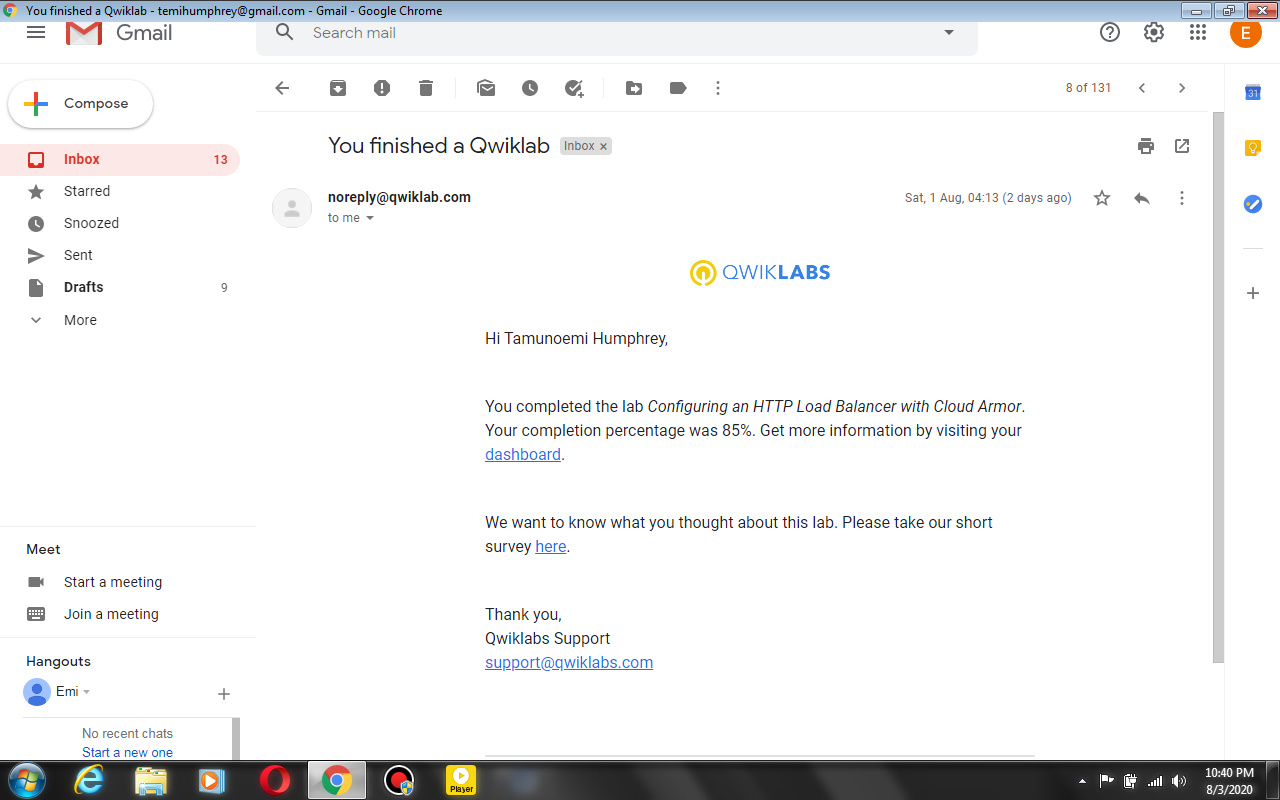 You finished a Qwiklab - temihumphrey@gmail.com - Gmail - Google Chrome
Gmail
Search mail
E
Compose
8 of 131
31
You finished a Qwiklab Inbox x
Inbox 13
Starred
Snoozed
Sent
Drafts 9
More
noreply@qwiklab.com
Sat, 1 Aug, 04:13 (2 days ago)
to me
QWIKLABS
Hi Tamunoemi Humphrey,
You completed the lab Configuring an HTTP Load Balancer with Cloud Armor.
Your completion percentage was 85%. Get more information by visiting your
dashboard.
We want to know what you thought about this lab. Please take our short
survey here.
Thank you,
Qwiklabs Support
support@qwiklabs.com
Meet
Start a meeting
Join a meeting
Hangouts
Emi
No recent chats
Start a new one
Player
10:40 PM
8/3/2020